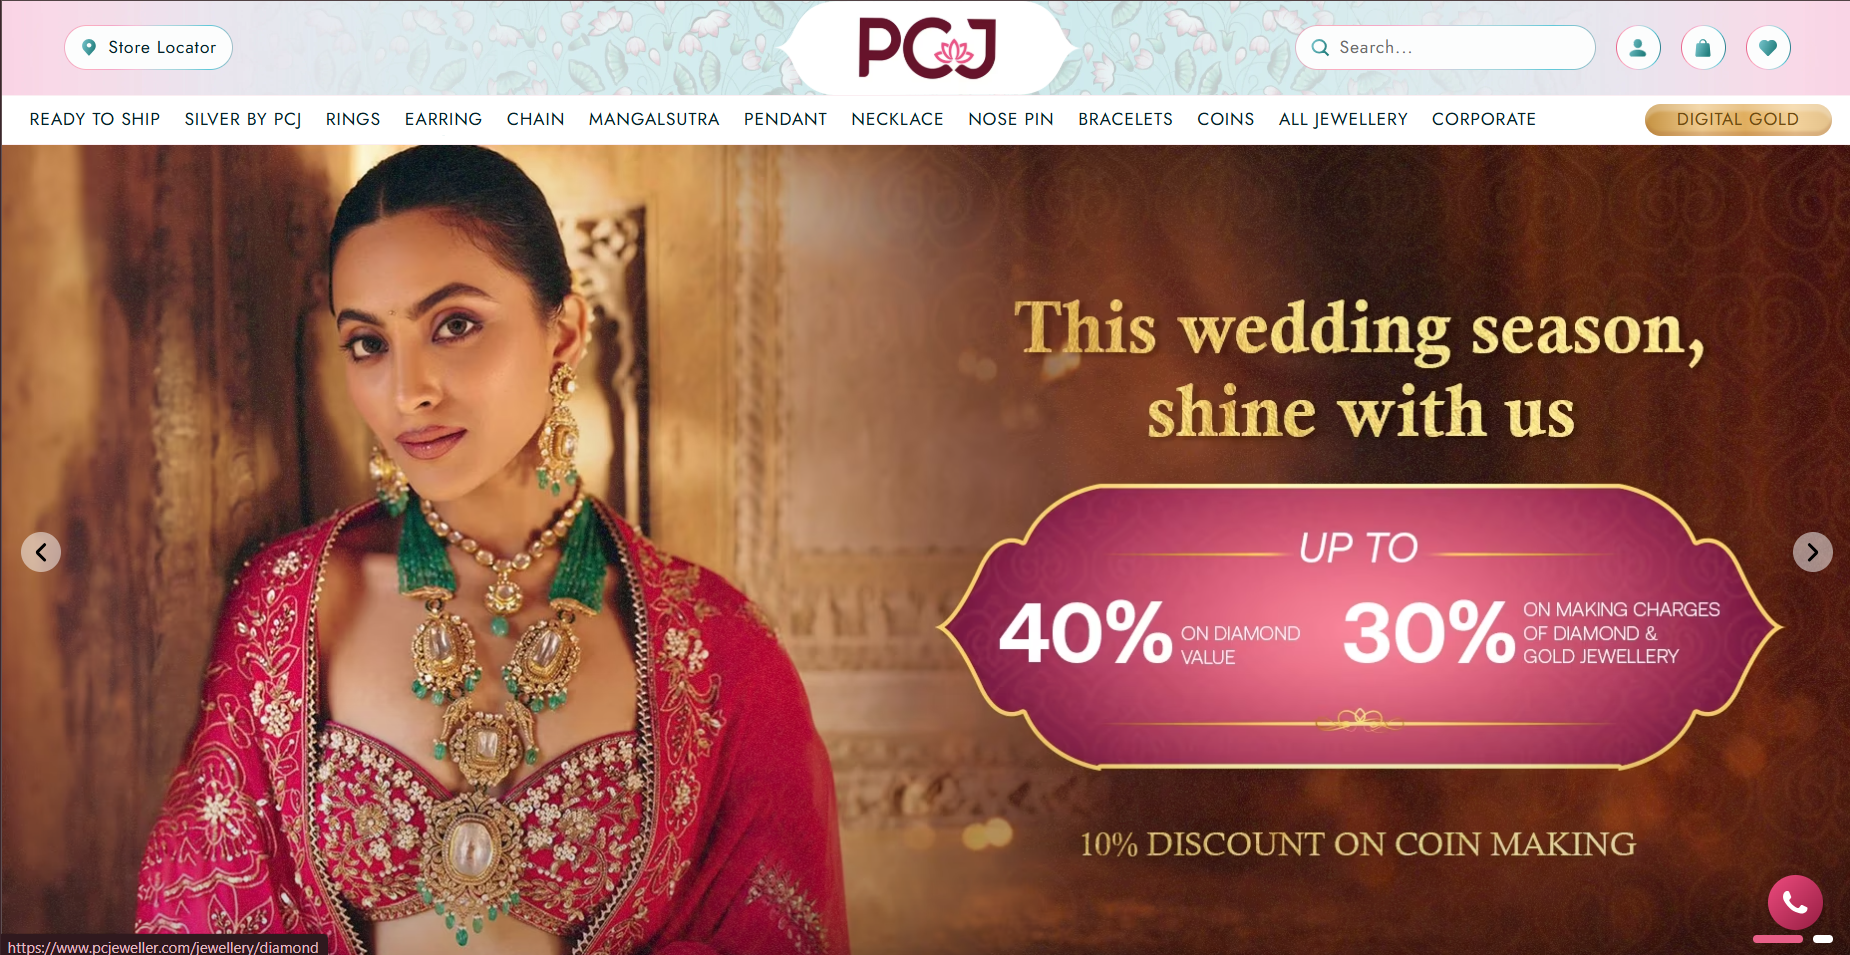 Store Locator
PCJ
Search...
READY TO SHIP
SILVER BY PCJ
RINGS
EARRING
CHAIN
MANGALSUTRA
PENDANT
NECKLACE
NOSE PIN
BRACELETS
COINS
ALL JEWELLERY
CORPORATE
DIGITAL GOLD
This wedding season,
shine with us
UP TO
40% ON DIAMOND
VALUE
30% ON MAKING CHARGES
OF DIAMOND &
GOLD JEWELLERY
10% DISCOUNT ON COIN MAKING
https://www.pcjeweller.com/jewellery/diamond